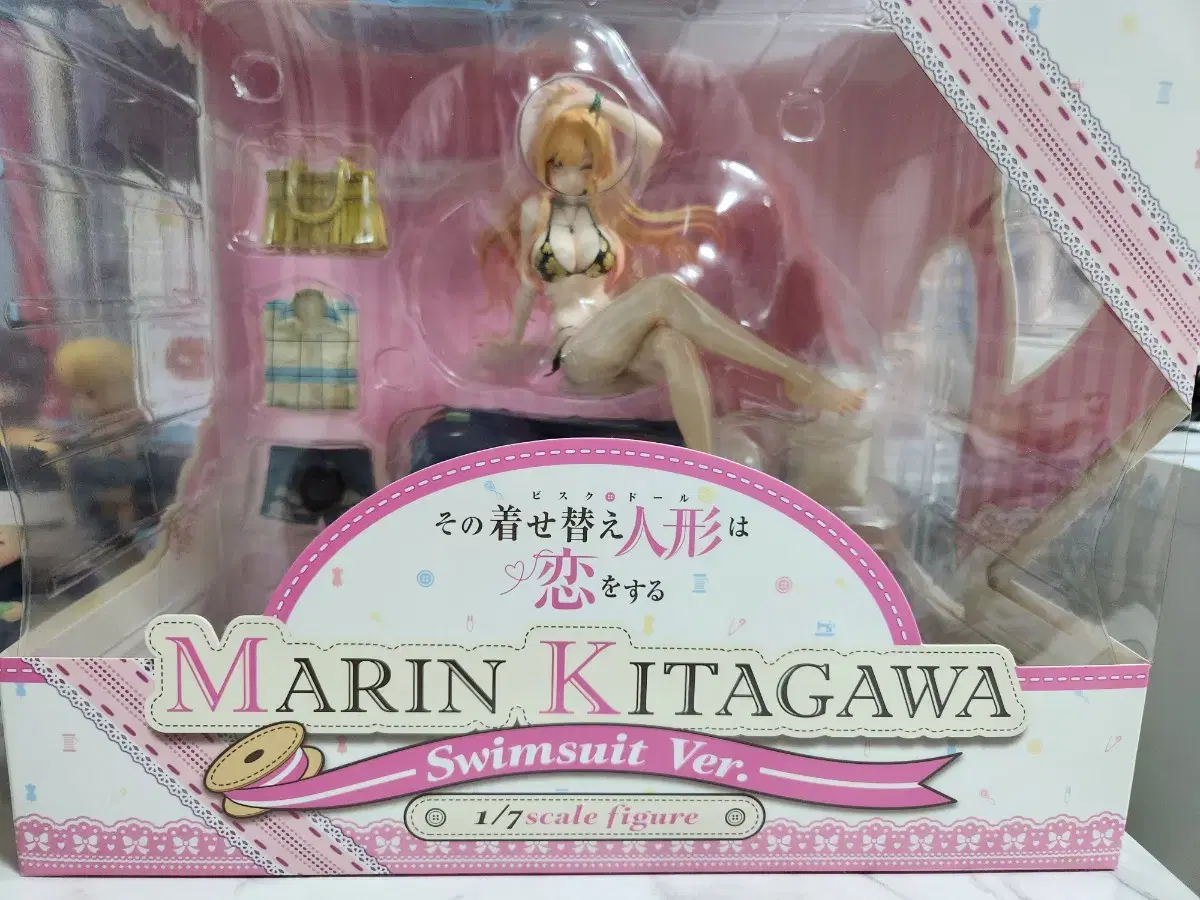 ビスク・ドール
その着せ替え人形は
恋をする
MARIN KITAGAWA
Swimsuit Ver.
1/7 scale figure